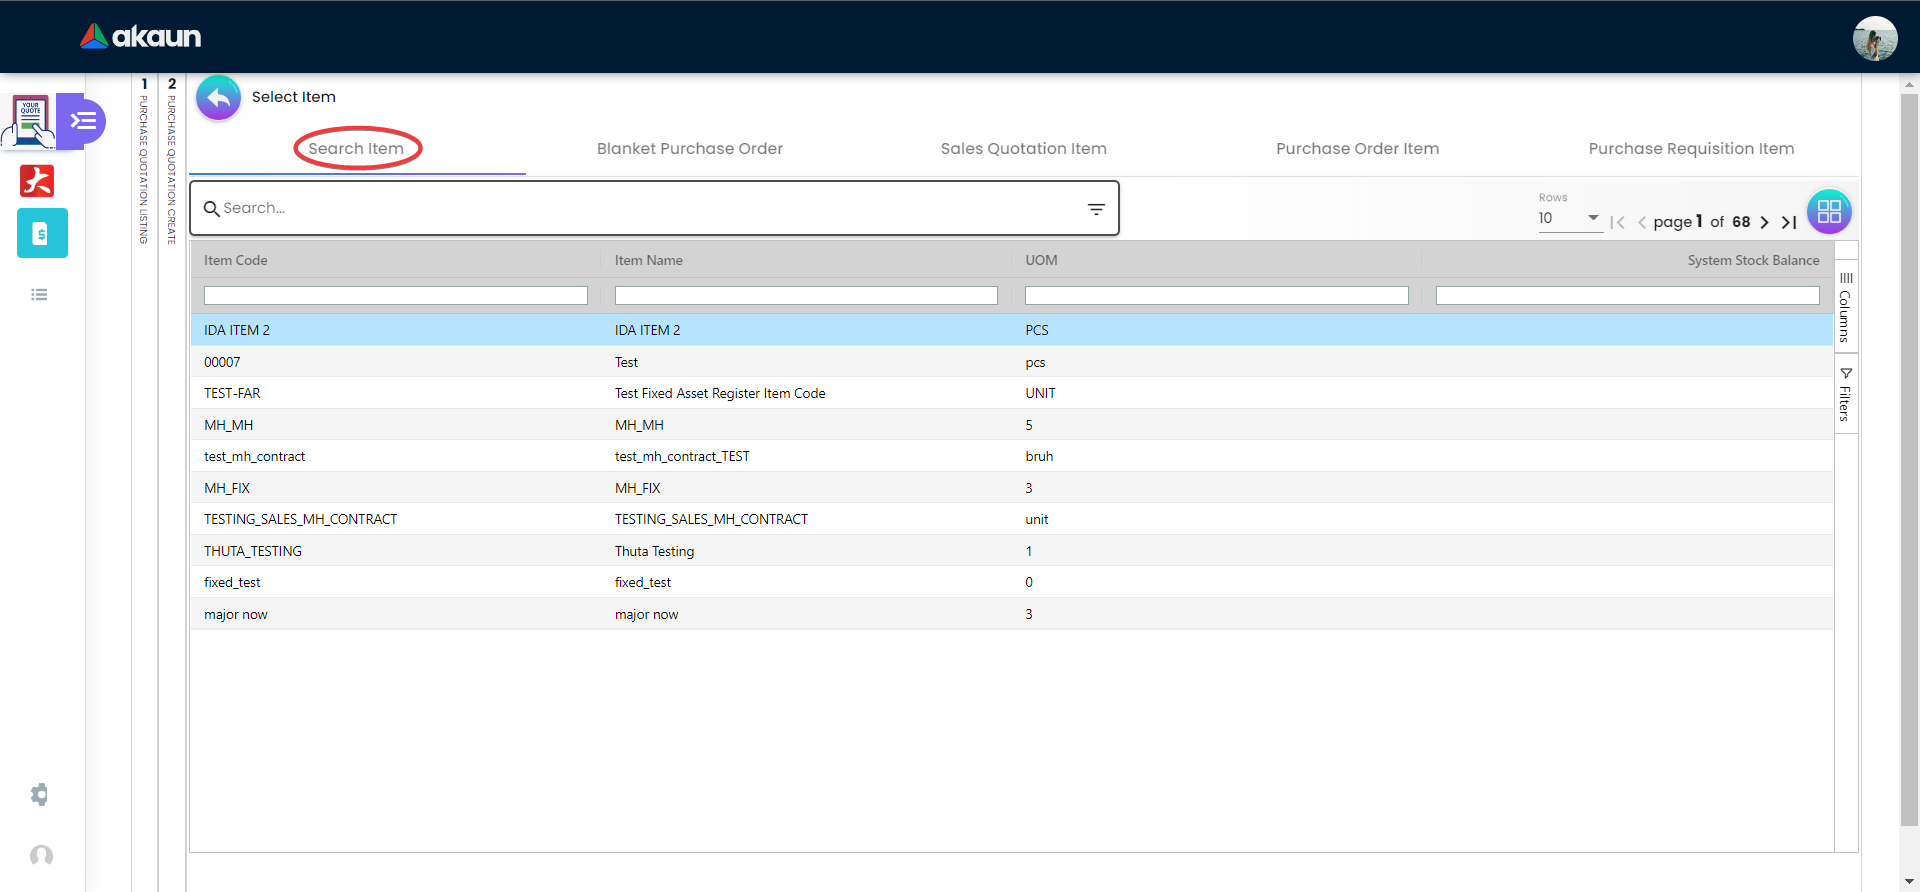 akaun
YOUR
QUOTE
1
PURCHASE QUOTATION LISTING
2
PURCHASE QUOTATION CREATE
Select Item
Search Item
Blanket Purchase Order
Sales Quotation Item
Purchase Order Item
Purchase Requisition Item
Search...
Rows
10
page 1 of 68
Item Code Item Name UOM System Stock Balance
IDA ITEM 2 IDA ITEM 2 PCS
00007 Test pcs
TEST-FAR Test Fixed Asset Register Item Code UNIT
MH_MH MH_MH 5
test_mh_contract test_mh_contract_TEST bruh
MH_FIX MH_FIX 3
TESTING_SALES_MH_CONTRACT TESTING_SALES_MH_CONTRACT unit
THUTA_TESTING Thuta Testing 1
fixed_test fixed_test 0
major now major now 3
Columns
Filters